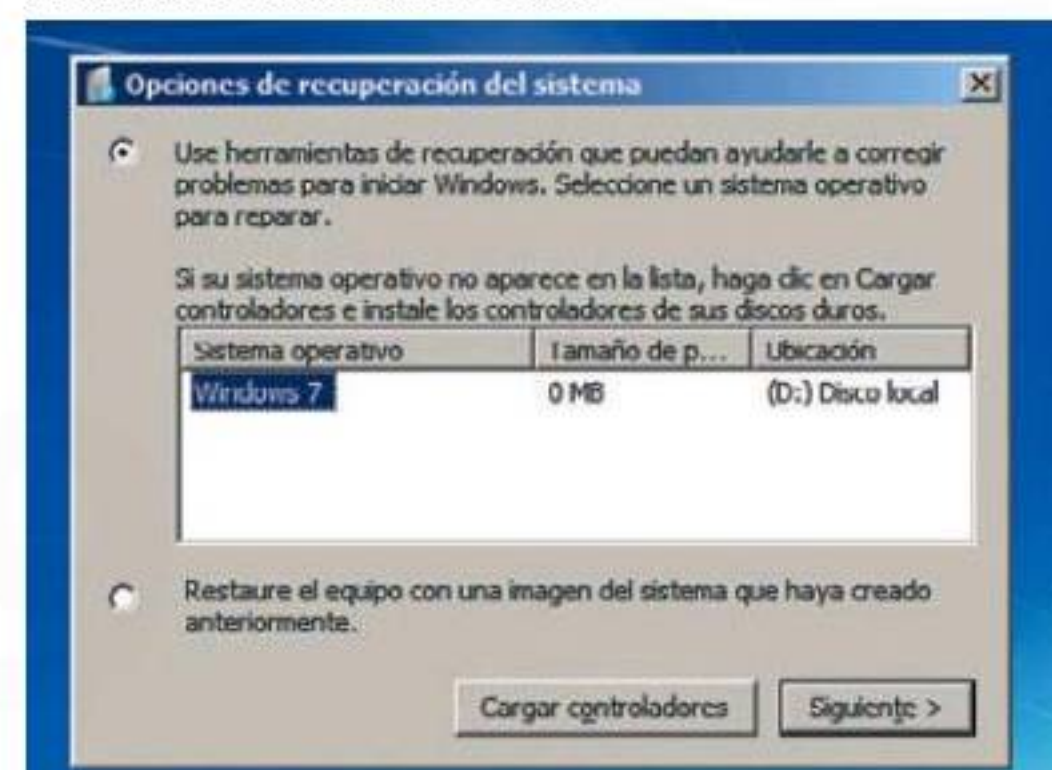 Opciones de recuperación del sistema
Use herramientas de recuperación que puedan ayudarle a corregir
problemas para iniciar Windows. Seleccione un sistema operativo
para reparar.
Si su sistema operativo no aparece en la lista, haga clic en Cargar
controladores e instale los controladores de sus discos duros.
Sistema operativo Tamaño de p... Ubicación
Windows 7 0 MB (D:) Disco local
Restaure el equipo con una imagen del sistema que haya creado
anteriormente.
Cargar controladores Siguiente >